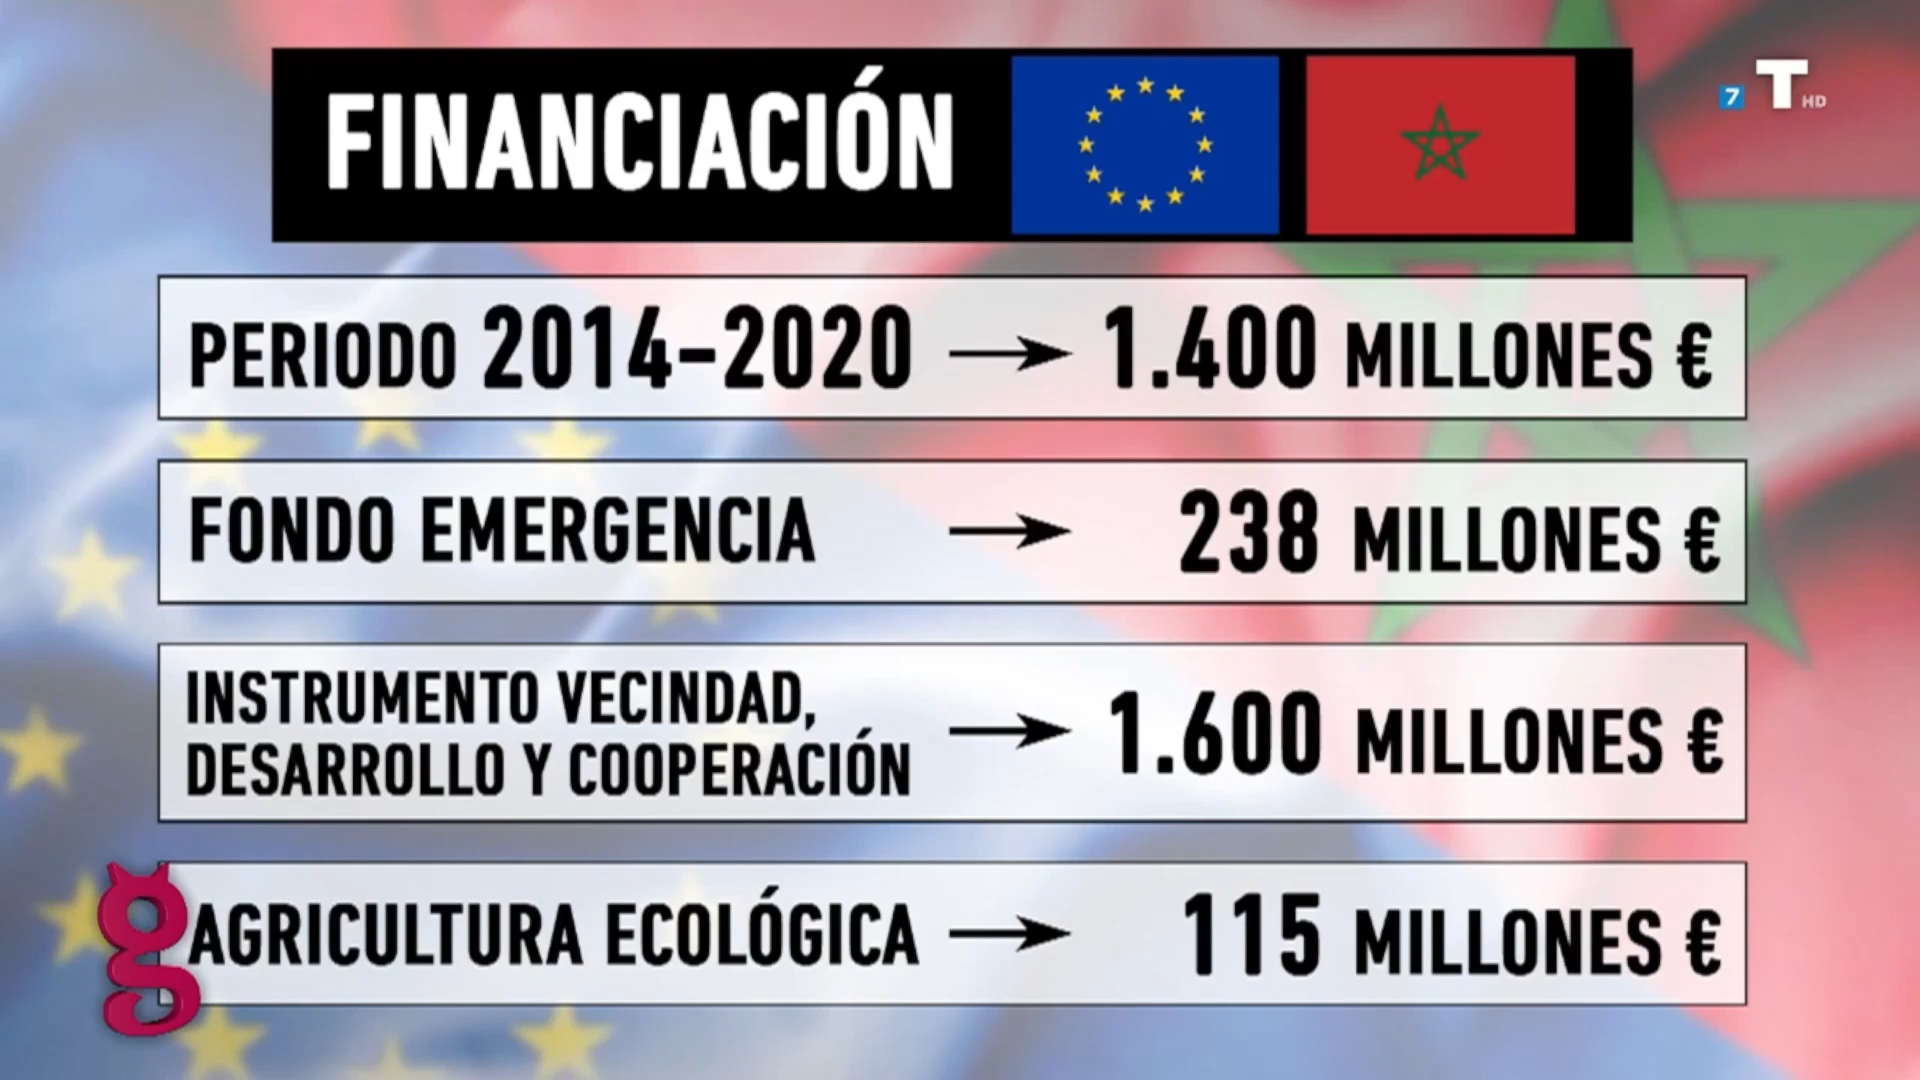 FINANCIACIÓN
7 T HD
PERIODO 2014-2020 → 1.400 MILLONES €
FONDO EMERGENCIA → 238 MILLONES €
INSTRUMENTO VECINDAD,
DESARROLLO Y COOPERACIÓN → 1.600 MILLONES €
g
AGRICULTURA ECOLÓGICA → 115 MILLONES €